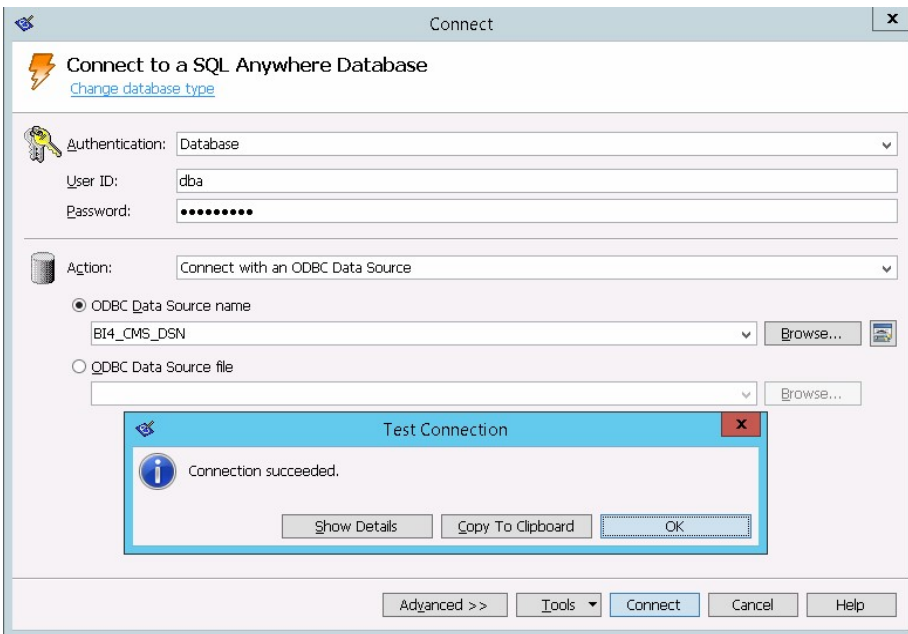 Connect
x
Connect to a SQL Anywhere Database
Change database type
Authentication: Database
User ID: dba
Password: •••••••••
Action: Connect with an ODBC Data Source
ODBC Data Source name
BI4_CMS_DSN Browse...
ODBC Data Source file
Browse...
Test Connection
x
Connection succeeded.
Show Details Copy To Clipboard OK
Advanced >> Tools Connect Cancel Help